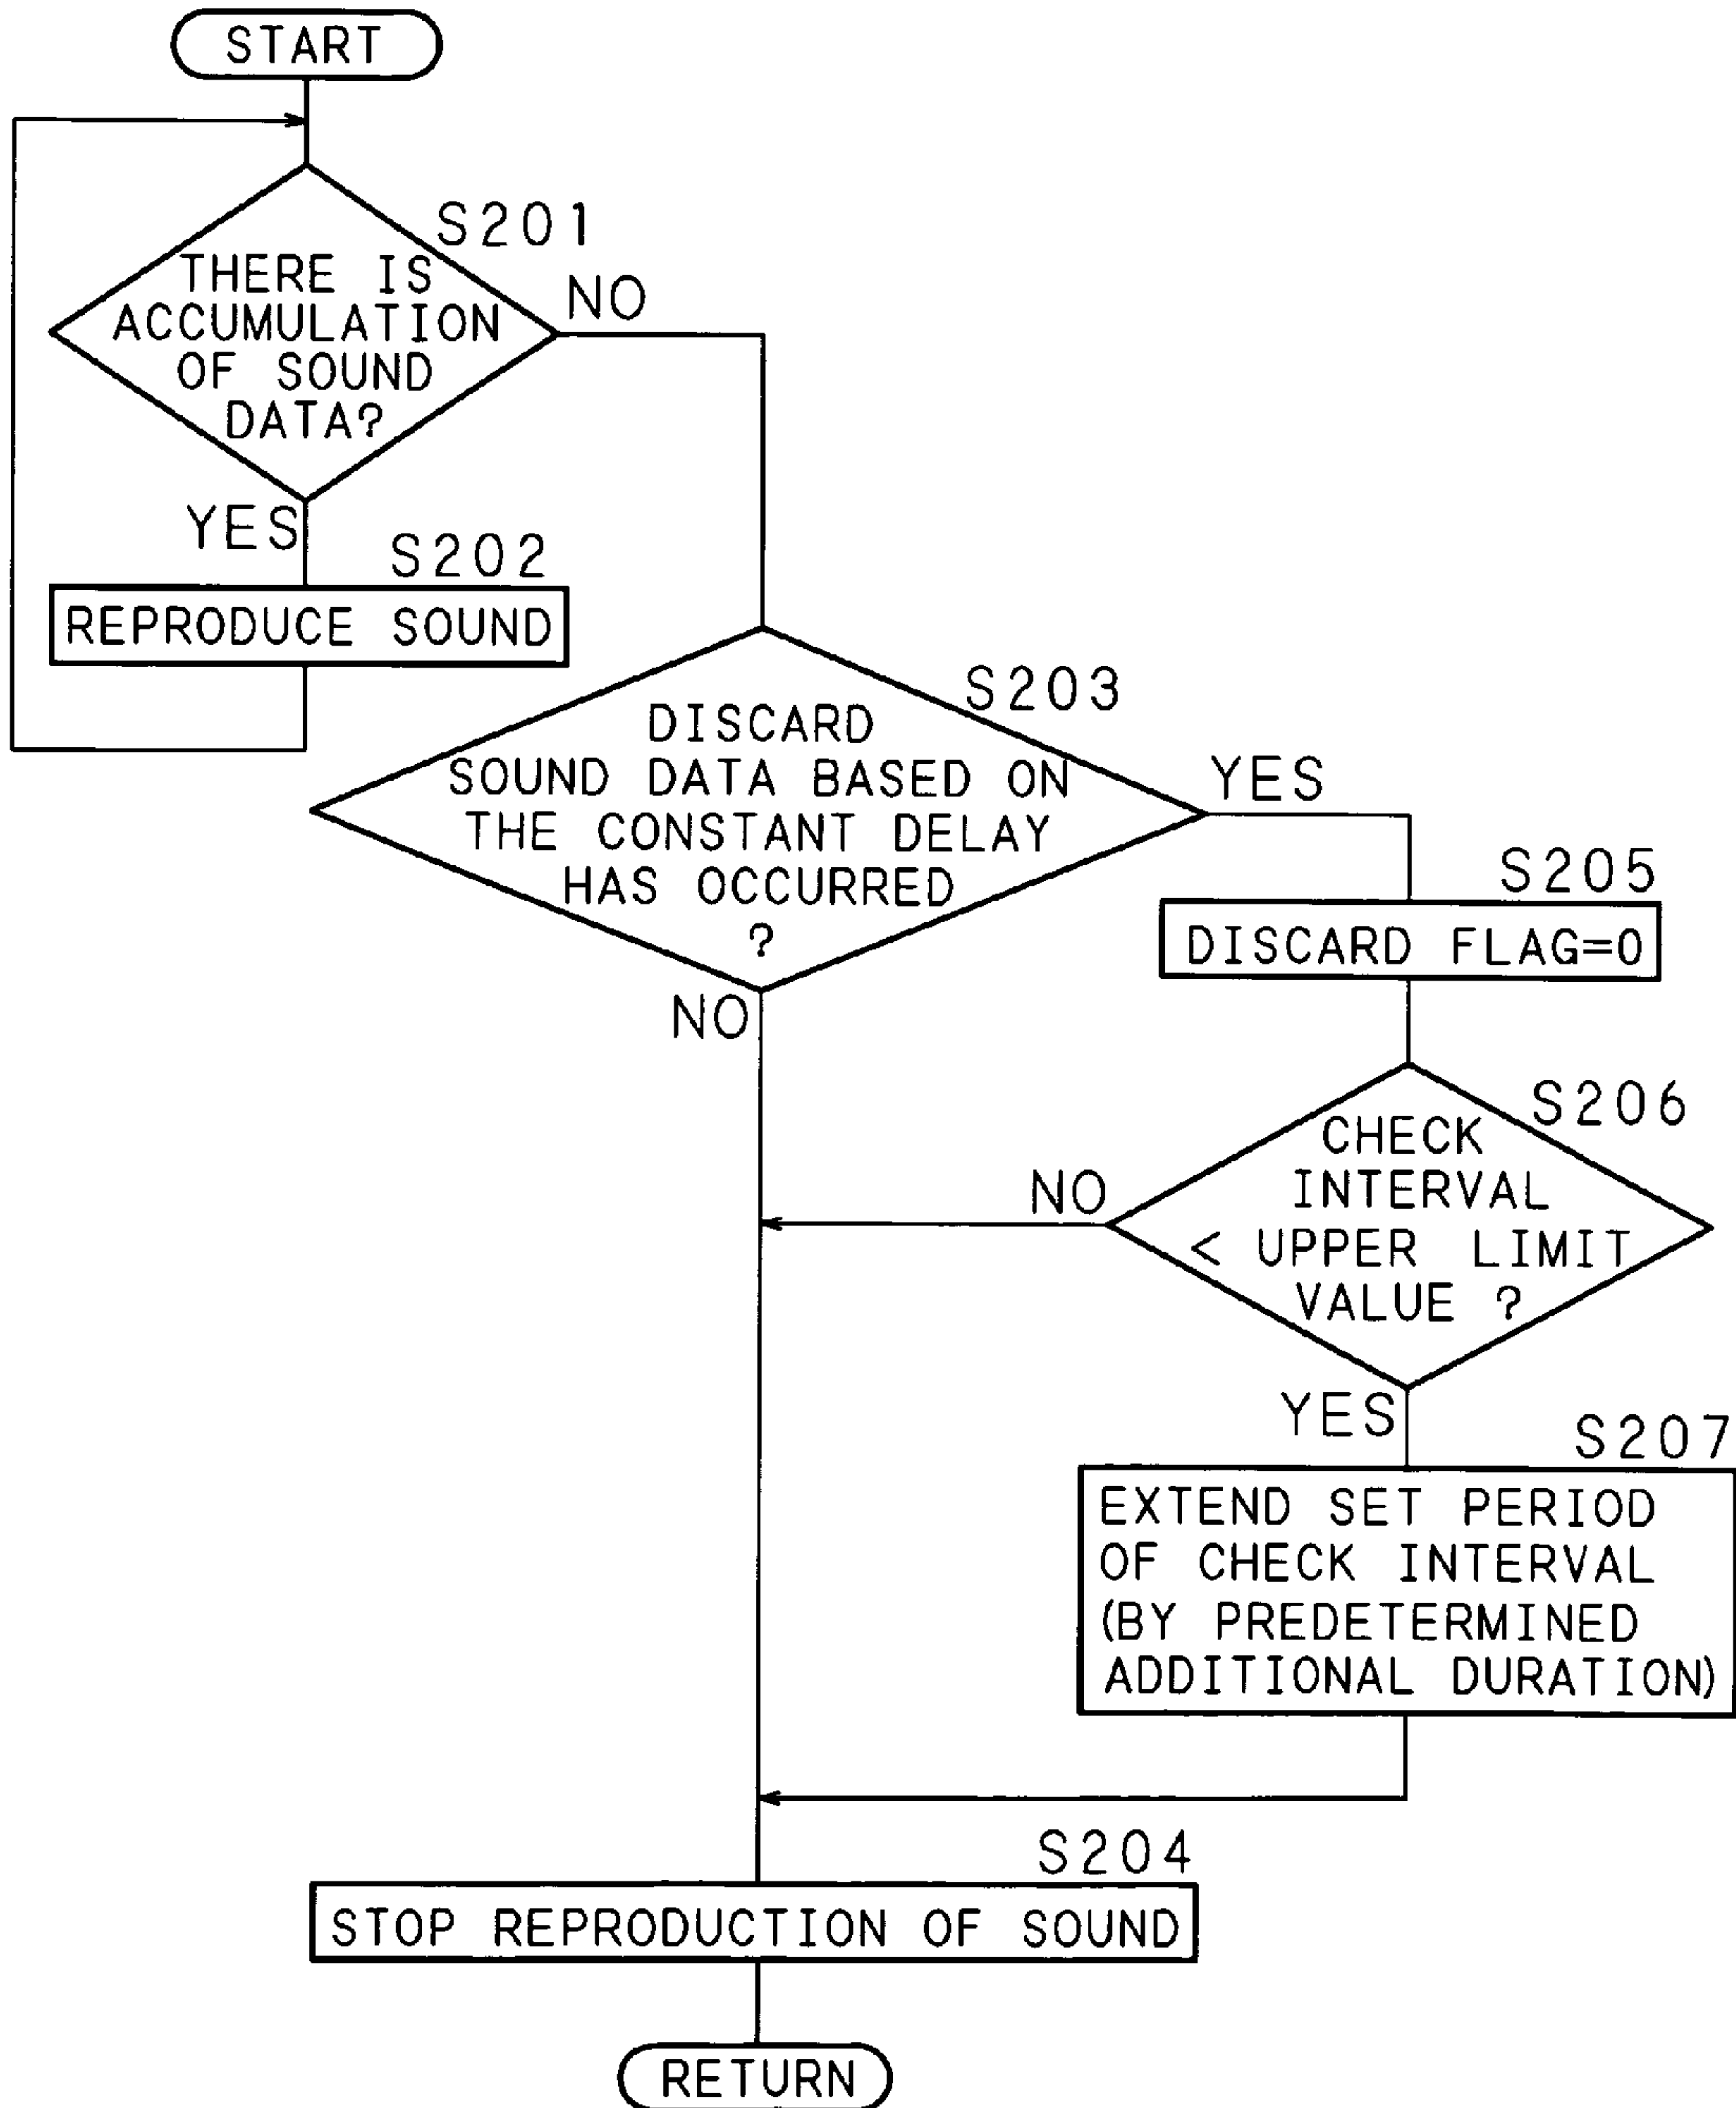 START
S201
THERE IS
ACCUMULATION
OF SOUND
DATA?
NO
YES
S202
REPRODUCE SOUND
S203
DISCARD
SOUND DATA BASED ON
THE CONSTANT DELAY
HAS OCCURRED
?
YES
NO
S205
DISCARD FLAG=0
S206
CHECK
INTERVAL
< UPPER LIMIT
VALUE ?
NO
YES
S207
EXTEND SET PERIOD
OF CHECK INTERVAL
(BY PREDETERMINED
ADDITIONAL DURATION)
S204
STOP REPRODUCTION OF SOUND
RETURN